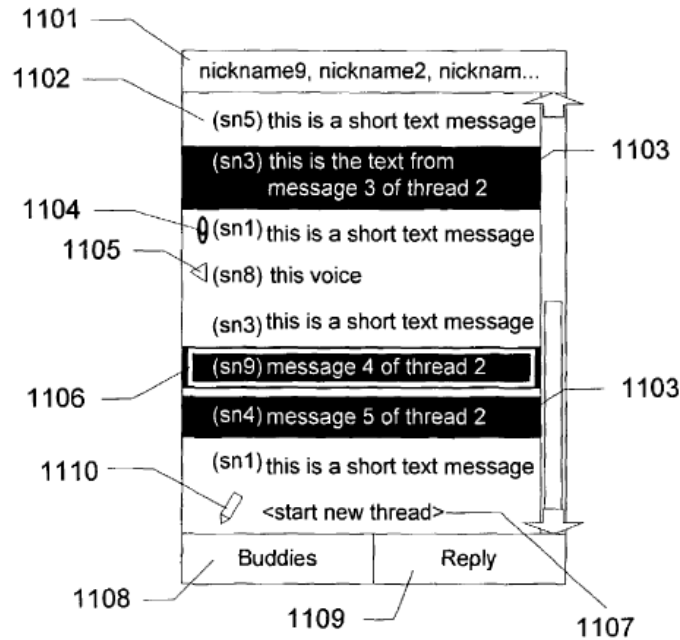 1101
nickname9, nickname2, nicknam...
1102
(sn5) this is a short text message
1103
(sn3) this is the text from
message 3 of thread 2
1104
(sn1) this is a short text message
1105
(sn8) this voice
(sn3) this is a short text message
(sn9) message 4 of thread 2
1106
1103
(sn4) message 5 of thread 2
1110
(sn1) this is a short text message
<start new thread>
Buddies Reply
1108
1109
1107